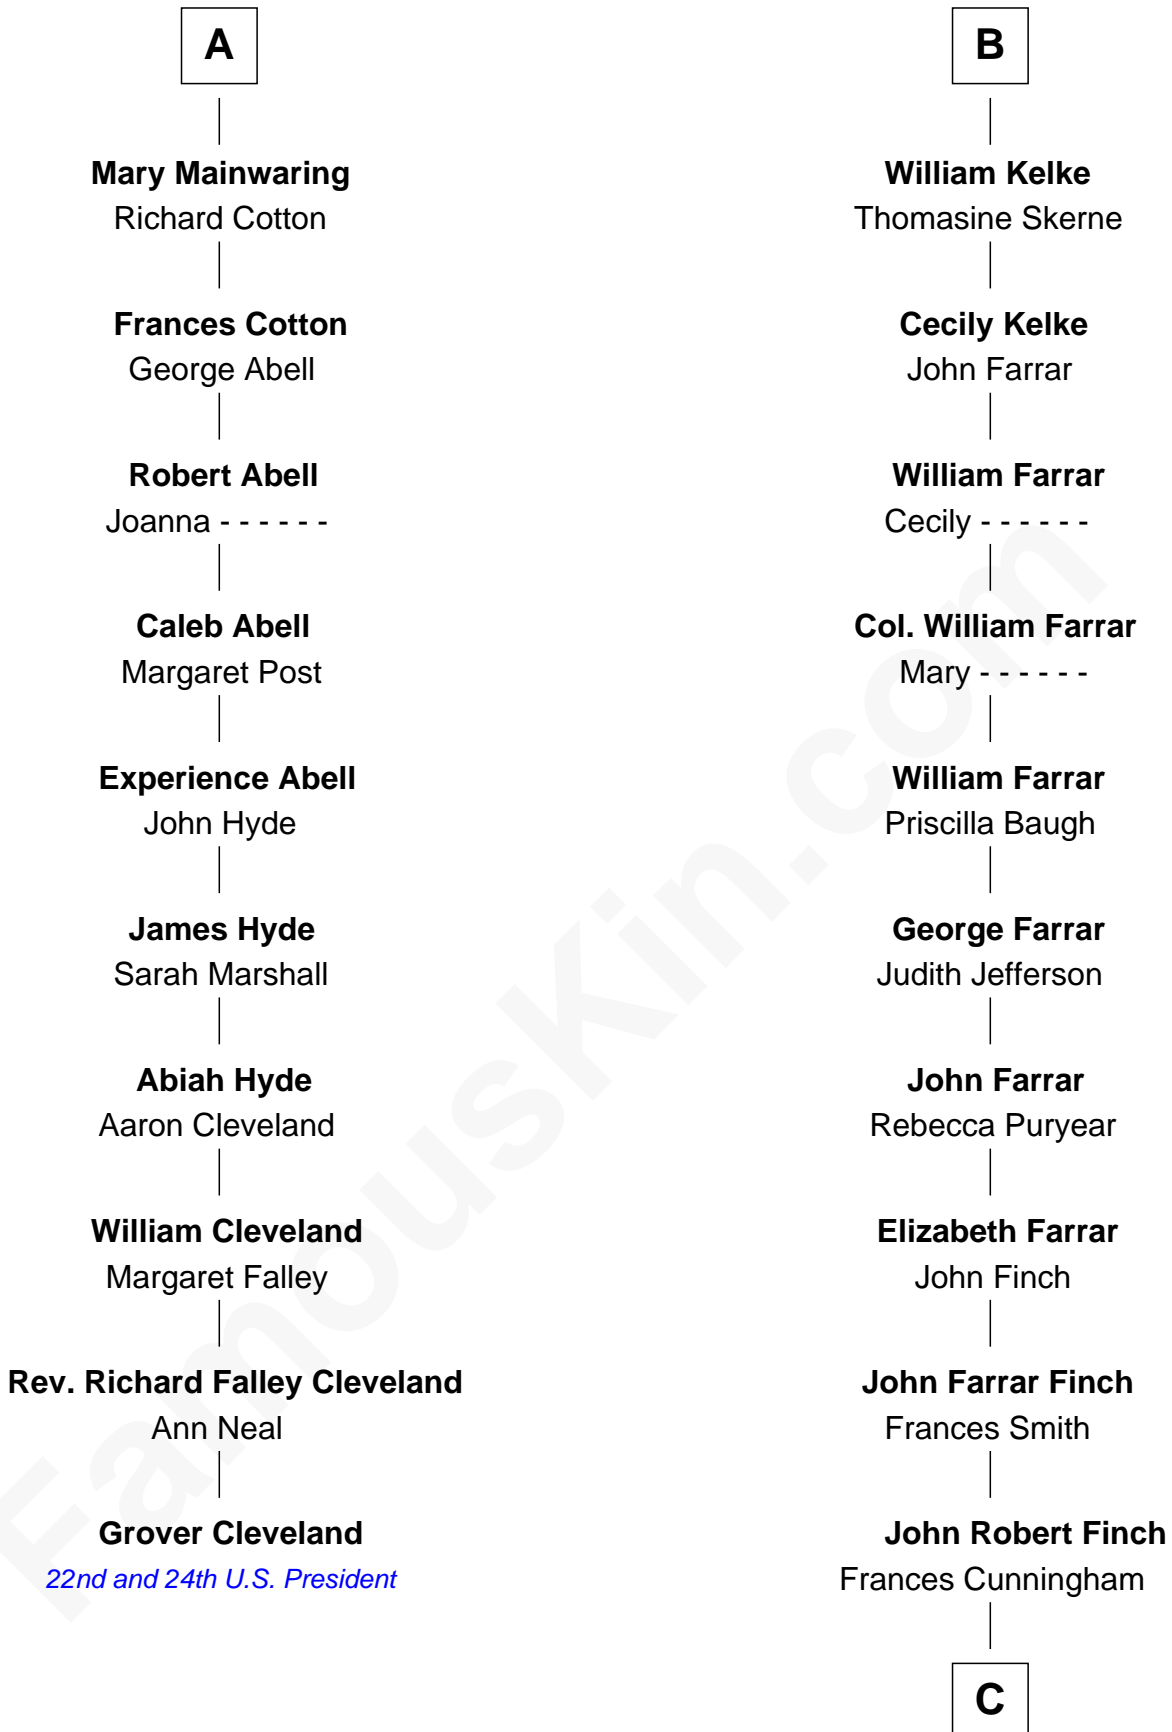 A
Mary Mainwaring
Richard Cotton
Frances Cotton
George Abell
Robert Abell
Joanna - - - - - -
Caleb Abell
Margaret Post
Experience Abell
John Hyde
James Hyde
Sarah Marshall
Abiah Hyde
Aaron Cleveland
William Cleveland
Margaret Falley
Rev. Richard Falley Cleveland
Ann Neal
Grover Cleveland
22nd and 24th U.S. President
B
William Kelke
Thomasine Skerne
Cecily Kelke
John Farrar
William Farrar
Cecily - - - - - -
Col. William Farrar
Mary - - - - - -
William Farrar
Priscilla Baugh
George Farrar
Judith Jefferson
John Farrar
Rebecca Puryear
Elizabeth Farrar
John Finch
John Farrar Finch
Frances Smith
John Robert Finch
Frances Cunningham
C
FamousKin.com